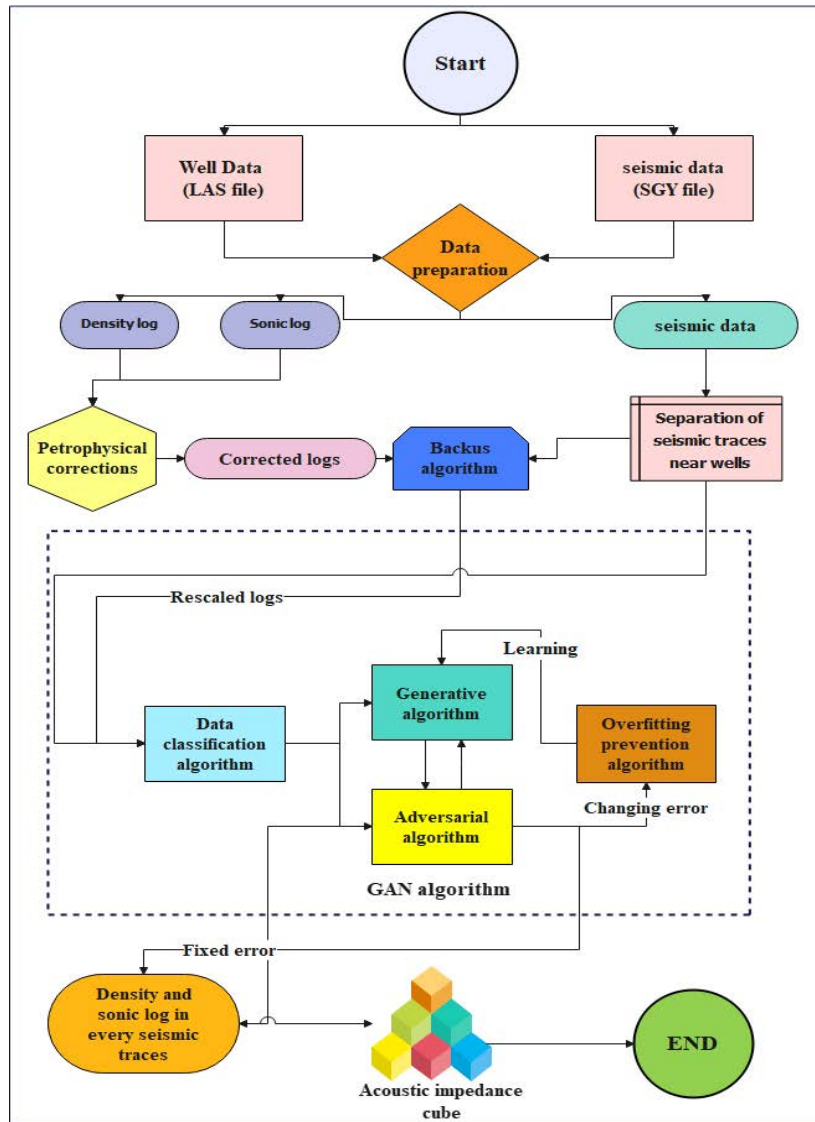 Start
Well Data
(LAS file)
seismic data
(SGY file)
Data
preparation
Density log
Sonic log
seismic data
Petrophysical
corrections
Corrected logs
Backus
algorithm
Separation of
seismic traces
near wells
Rescaled logs
Learning
Generative
algorithm
Data
classification
algorithm
Overfitting
prevention
algorithm
Changing error
Adversarial
algorithm
GAN algorithm
Fixed error
Density and
sonic log in
every seismic
traces
Acoustic impedance
cube
END